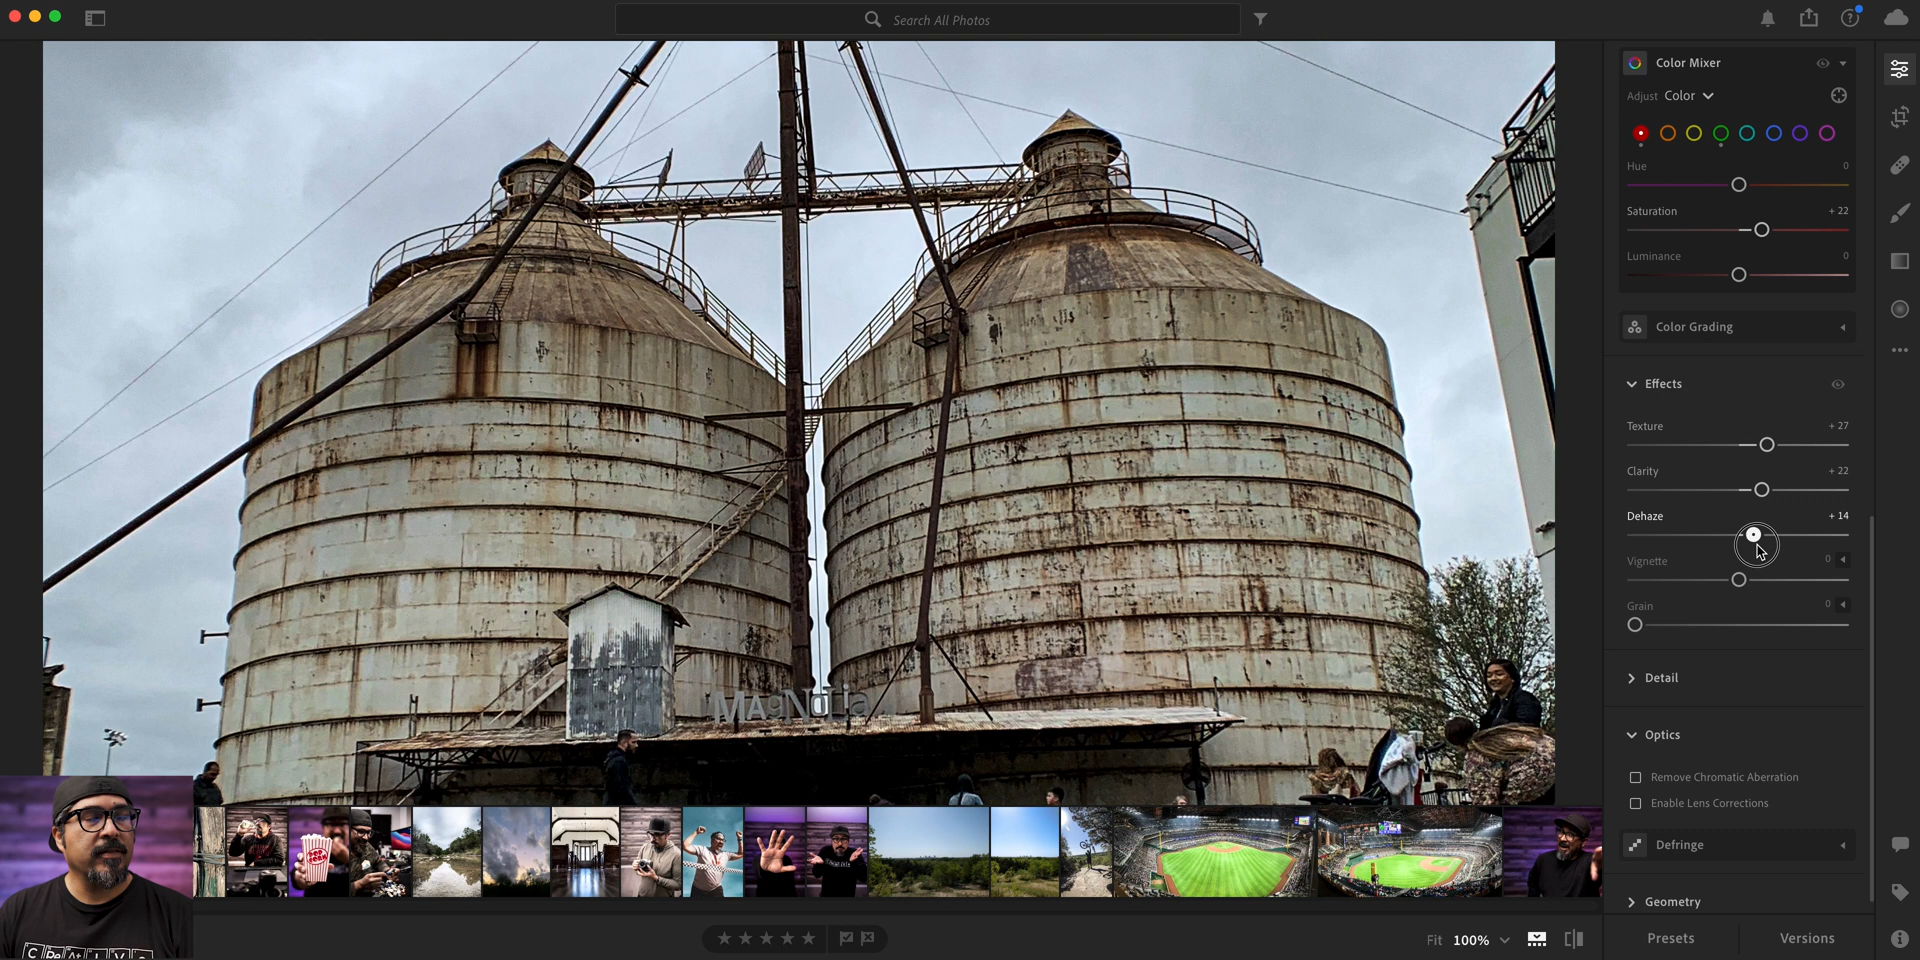 Search All Photos
Color Mixer
Adjust Color
Hue 0
Saturation + 22
Luminance 0
Color Grading
Effects
Texture + 27
Clarity + 22
Dehaze + 14
Vignette 0
Grain 0
Detail
Optics
Remove Chromatic Aberration
Enable Lens Corrections
Defringe
Geometry
Presets Versions
Fit 100%
MAGNOLia
POP
CORN